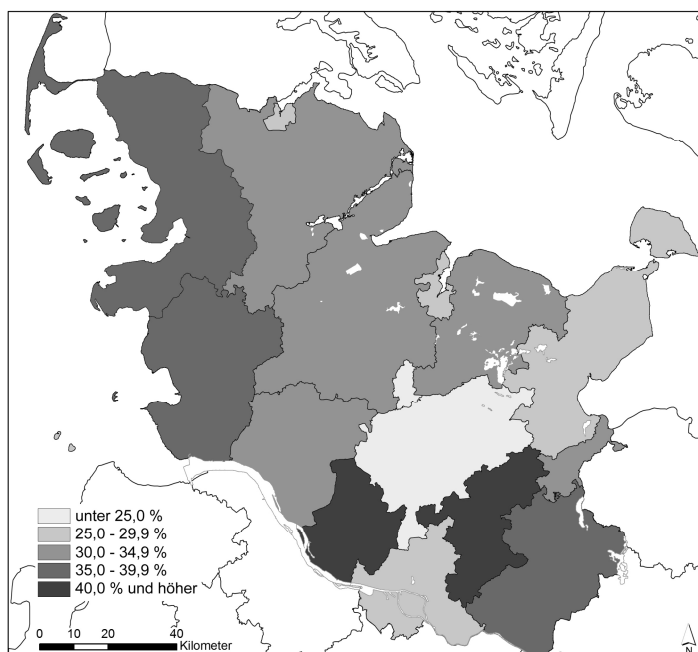 unter 25,0 %
25,0 - 29,9 %
30,0 - 34,9 %
35,0 - 39,9 %
40,0 % und höher
0 10 20 40
Kilometer
N